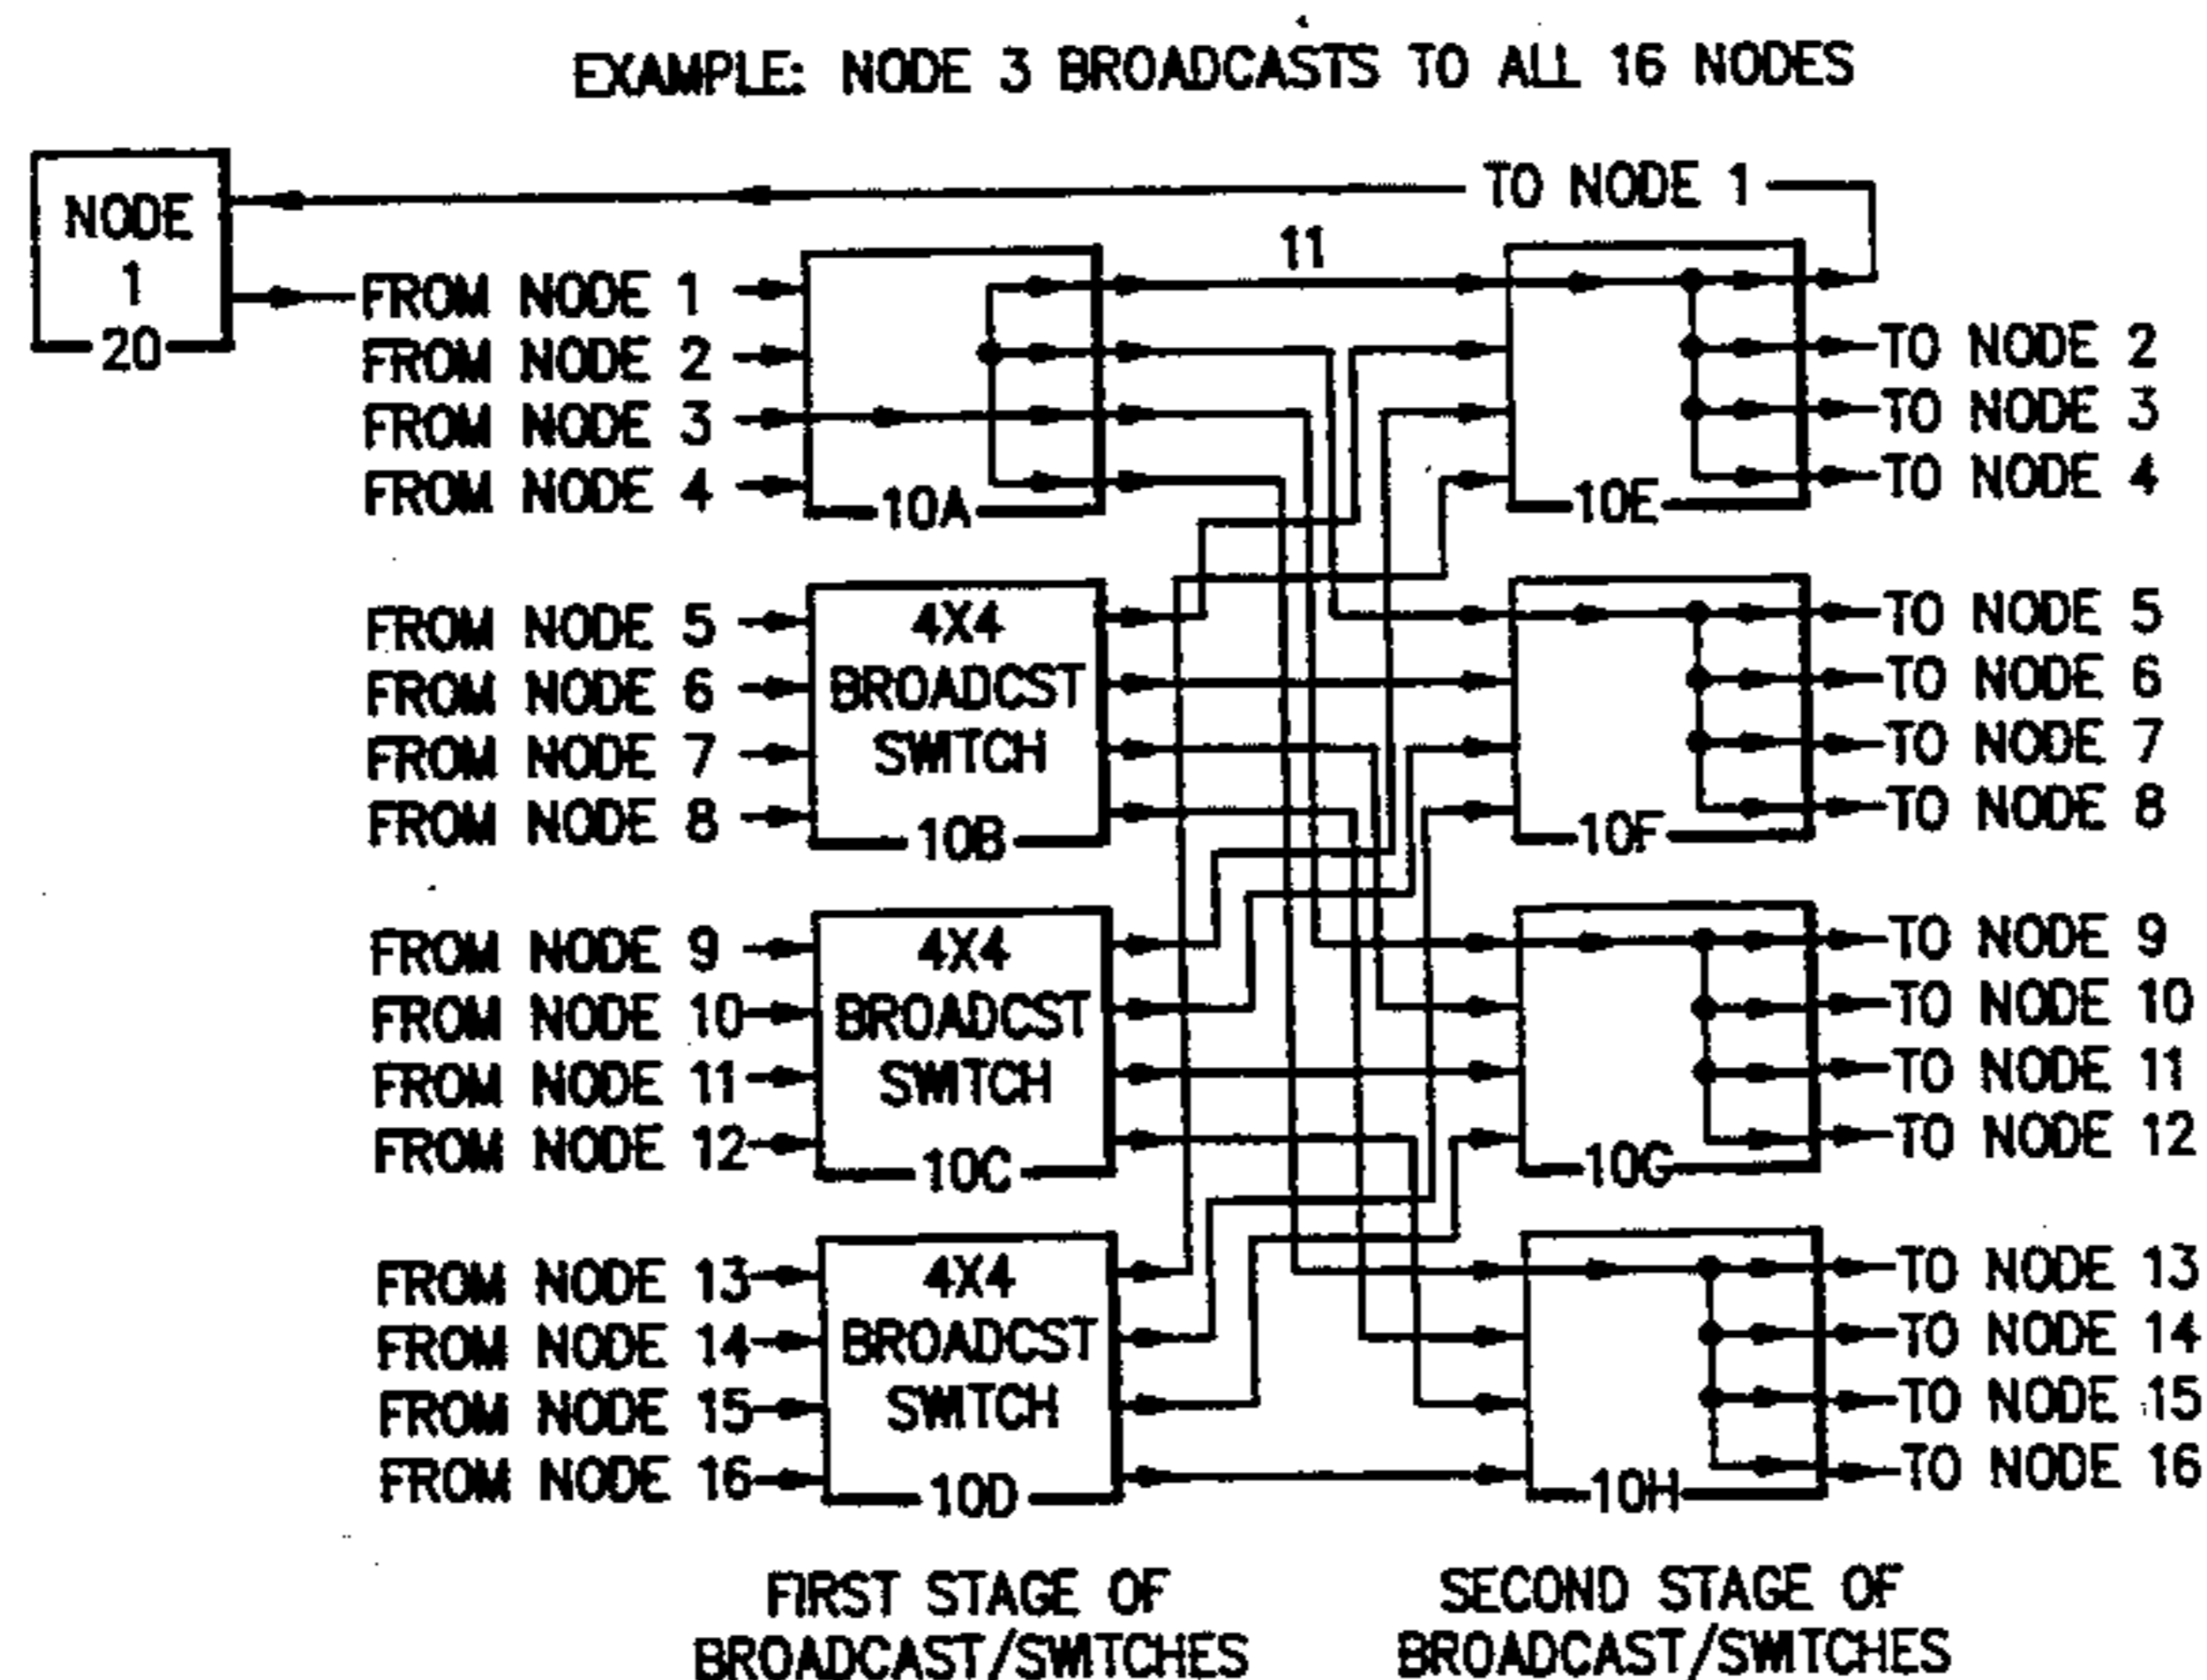 EXAMPLE: NODE 3 BROADCASTS TO ALL 16 NODES
NODE
1
20
TO NODE 1
11
FROM NODE 1
FROM NODE 2
FROM NODE 3
FROM NODE 4
10A
10E
TO NODE 2
TO NODE 3
TO NODE 4
FROM NODE 5
FROM NODE 6
FROM NODE 7
FROM NODE 8
4X4
BROADCST
SWITCH
10B
10F
TO NODE 5
TO NODE 6
TO NODE 7
TO NODE 8
FROM NODE 9
FROM NODE 10
FROM NODE 11
FROM NODE 12
4X4
BROADCST
SWITCH
10C
10G
TO NODE 9
TO NODE 10
TO NODE 11
TO NODE 12
FROM NODE 13
FROM NODE 14
FROM NODE 15
FROM NODE 16
4X4
BROADCST
SWITCH
10D
10H
TO NODE 13
TO NODE 14
TO NODE 15
TO NODE 16
FIRST STAGE OF
BROADCAST/SWITCHES
SECOND STAGE OF
BROADCAST/SWITCHES